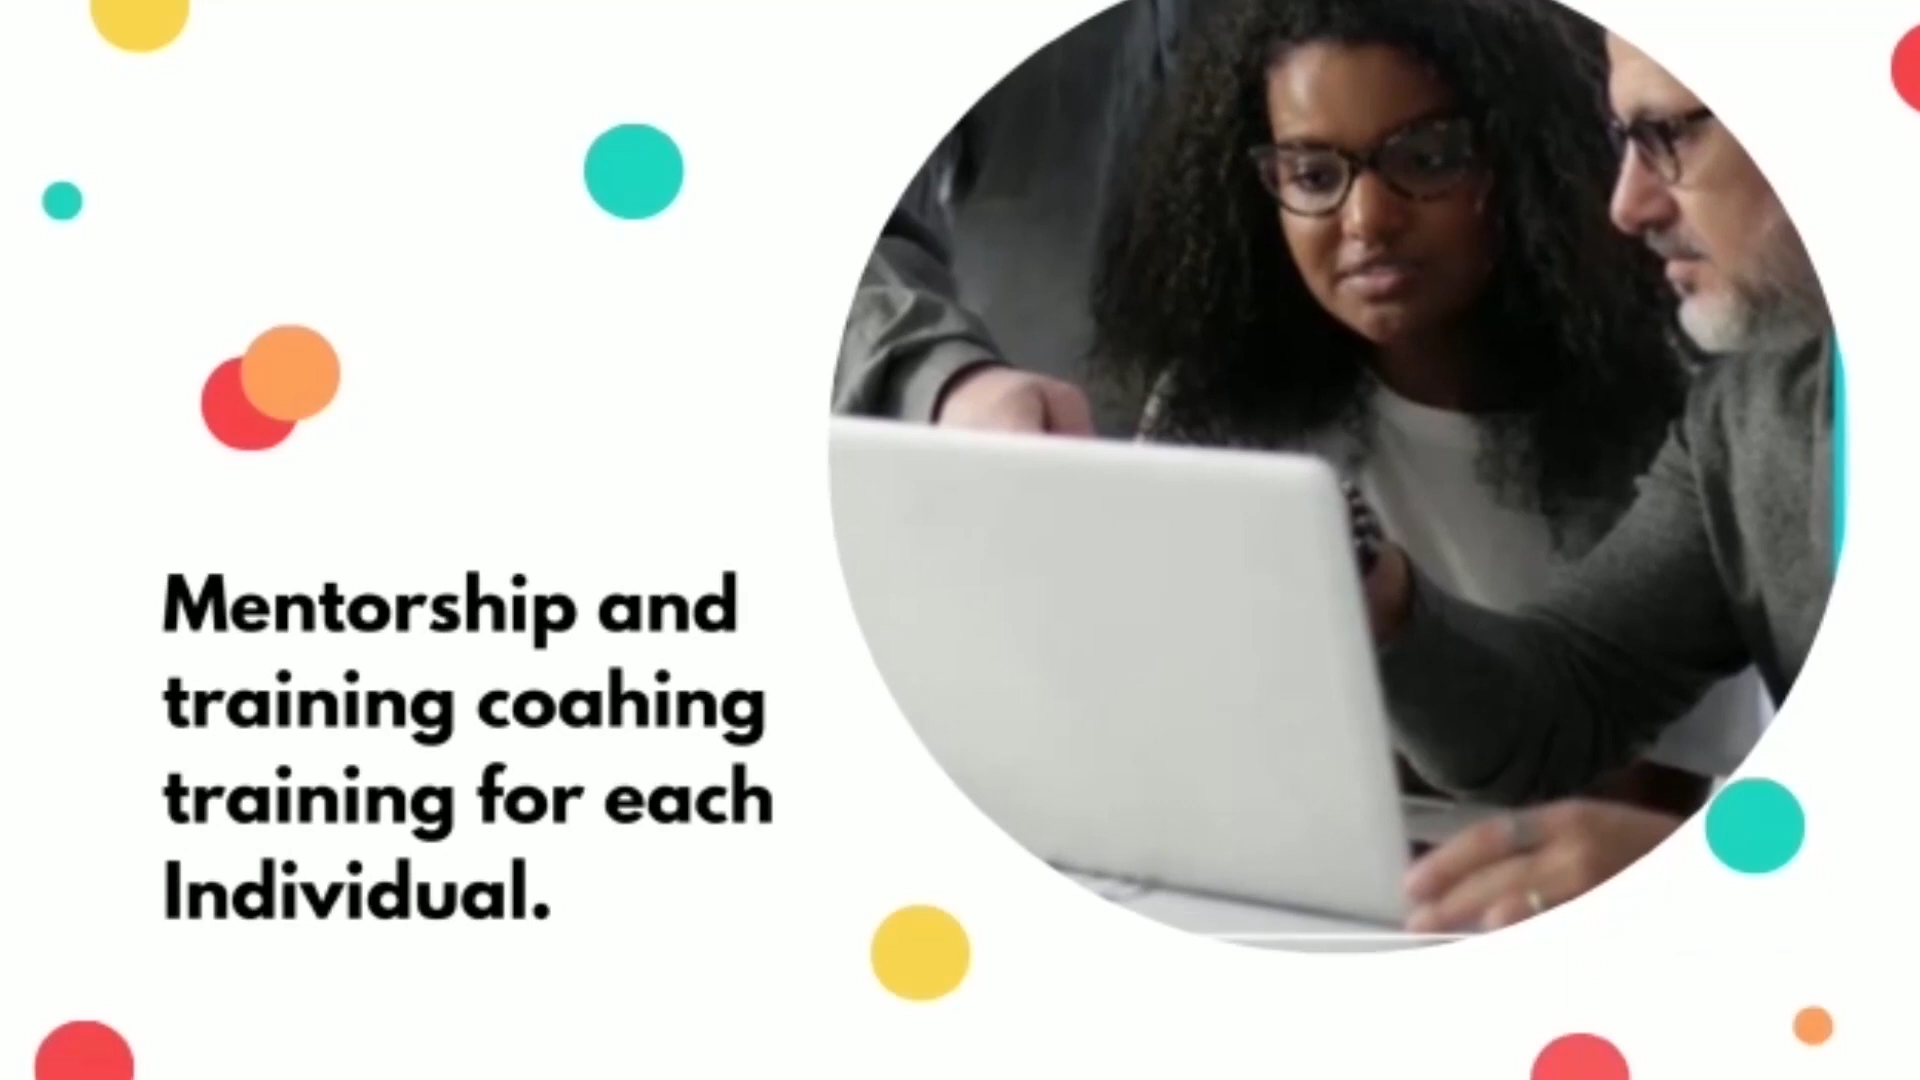 Mentorship and
training coahing
training for each
Individual.